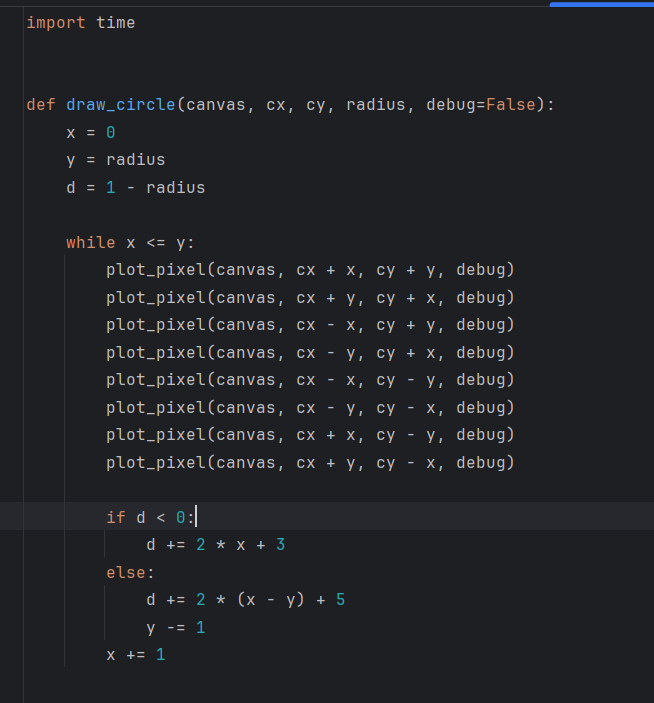 import time
def draw_circle(canvas, cx, cy, radius, debug=False):
    x = 0
    y = radius
    d = 1 - radius
    while x <= y:
        plot_pixel(canvas, cx + x, cy + y, debug)
        plot_pixel(canvas, cx + y, cy + x, debug)
        plot_pixel(canvas, cx - x, cy + y, debug)
        plot_pixel(canvas, cx - y, cy + x, debug)
        plot_pixel(canvas, cx - x, cy - y, debug)
        plot_pixel(canvas, cx - y, cy - x, debug)
        plot_pixel(canvas, cx + x, cy - y, debug)
        plot_pixel(canvas, cx + y, cy - x, debug)
        if d < 0:
            d += 2 * x + 3
        else:
            d += 2 * (x - y) + 5
            y -= 1
        x += 1